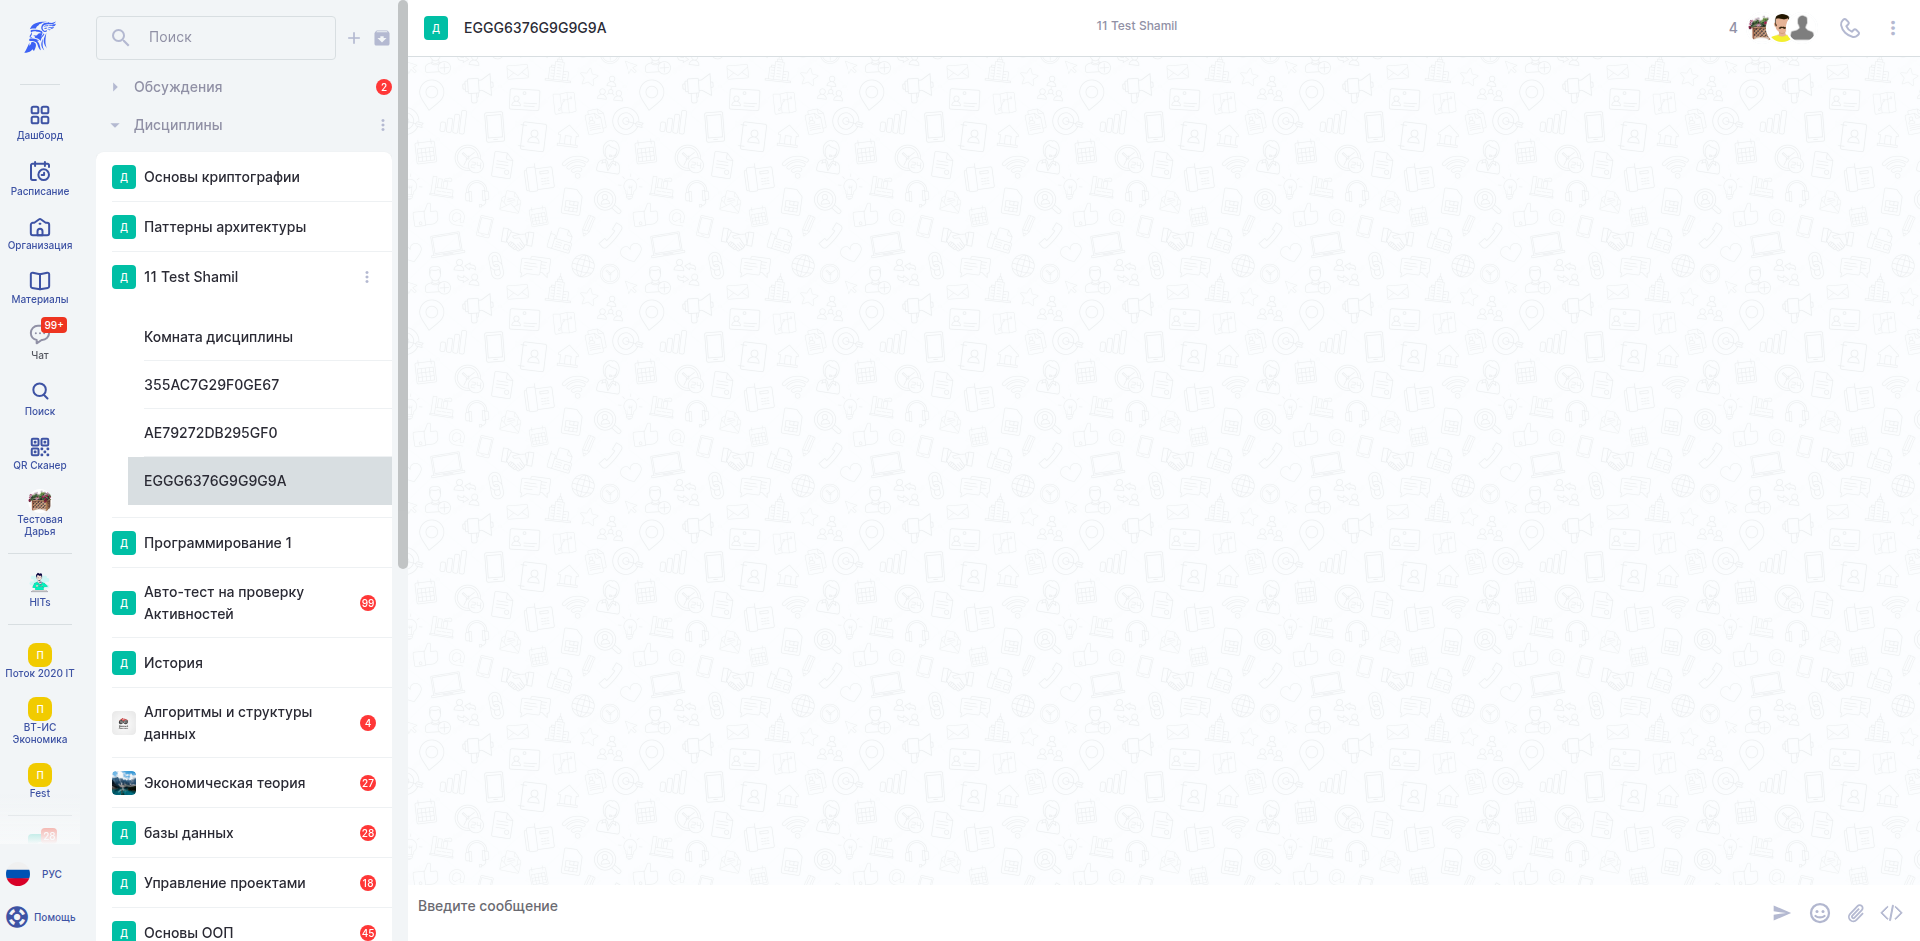 Дашборд
Расписание
Организация
Материалы
99+
Чат
Поиск
QR Сканер
Тестовая
Дарья
HITs
П
Поток 2020 IT
П
ВТ-ИС
Экономика
П
Fest
28
РУС
Помощь
Поиск
Обсуждения
2
Дисциплины
Д Основы криптографии
Д Паттерны архитектуры
Д 11 Test Shamil
Комната дисциплины
355AC7G29F0GE67
AE79272DB295GF0
EGGG6376G9G9G9A
Д Программирование 1
Д Авто-тест на проверку
Активностей
99
Д История
Алгоритмы и структуры
данных
4
Экономическая теория 27
Д базы данных 28
Д Управление проектами 18
Д Основы ООП 45
Д EGGG6376G9G9G9A
11 Test Shamil
4
Введите сообщение